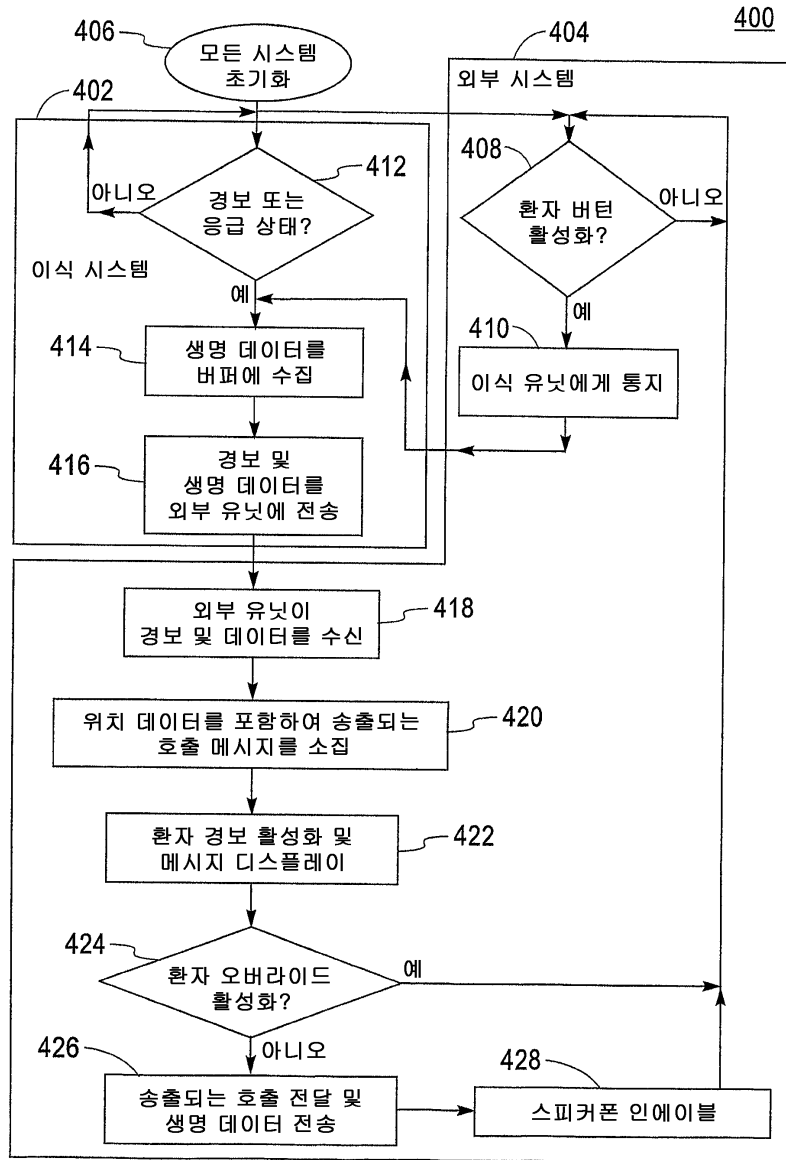 400
406
모든 시스템
초기화
404
외부 시스템
402
412
경보 또는
응급 상태?
아니오
이식 시스템
예
408
환자 버턴
활성화?
아니오
예
410
이식 유닛에게 통지
414
생명 데이터를
버퍼에 수집
416
경보 및
생명 데이터를
외부 유닛에 전송
외부 유닛이
경보 및 데이터를 수신
418
위치 데이터를 포함하여 송출되는
호출 메시지를 소집
420
환자 경보 활성화 및
메시지 디스플레이
422
424
환자 오버라이드
활성화?
예
아니오
426
송출되는 호출 전달 및
생명 데이터 전송
428
스피커폰 인에이블